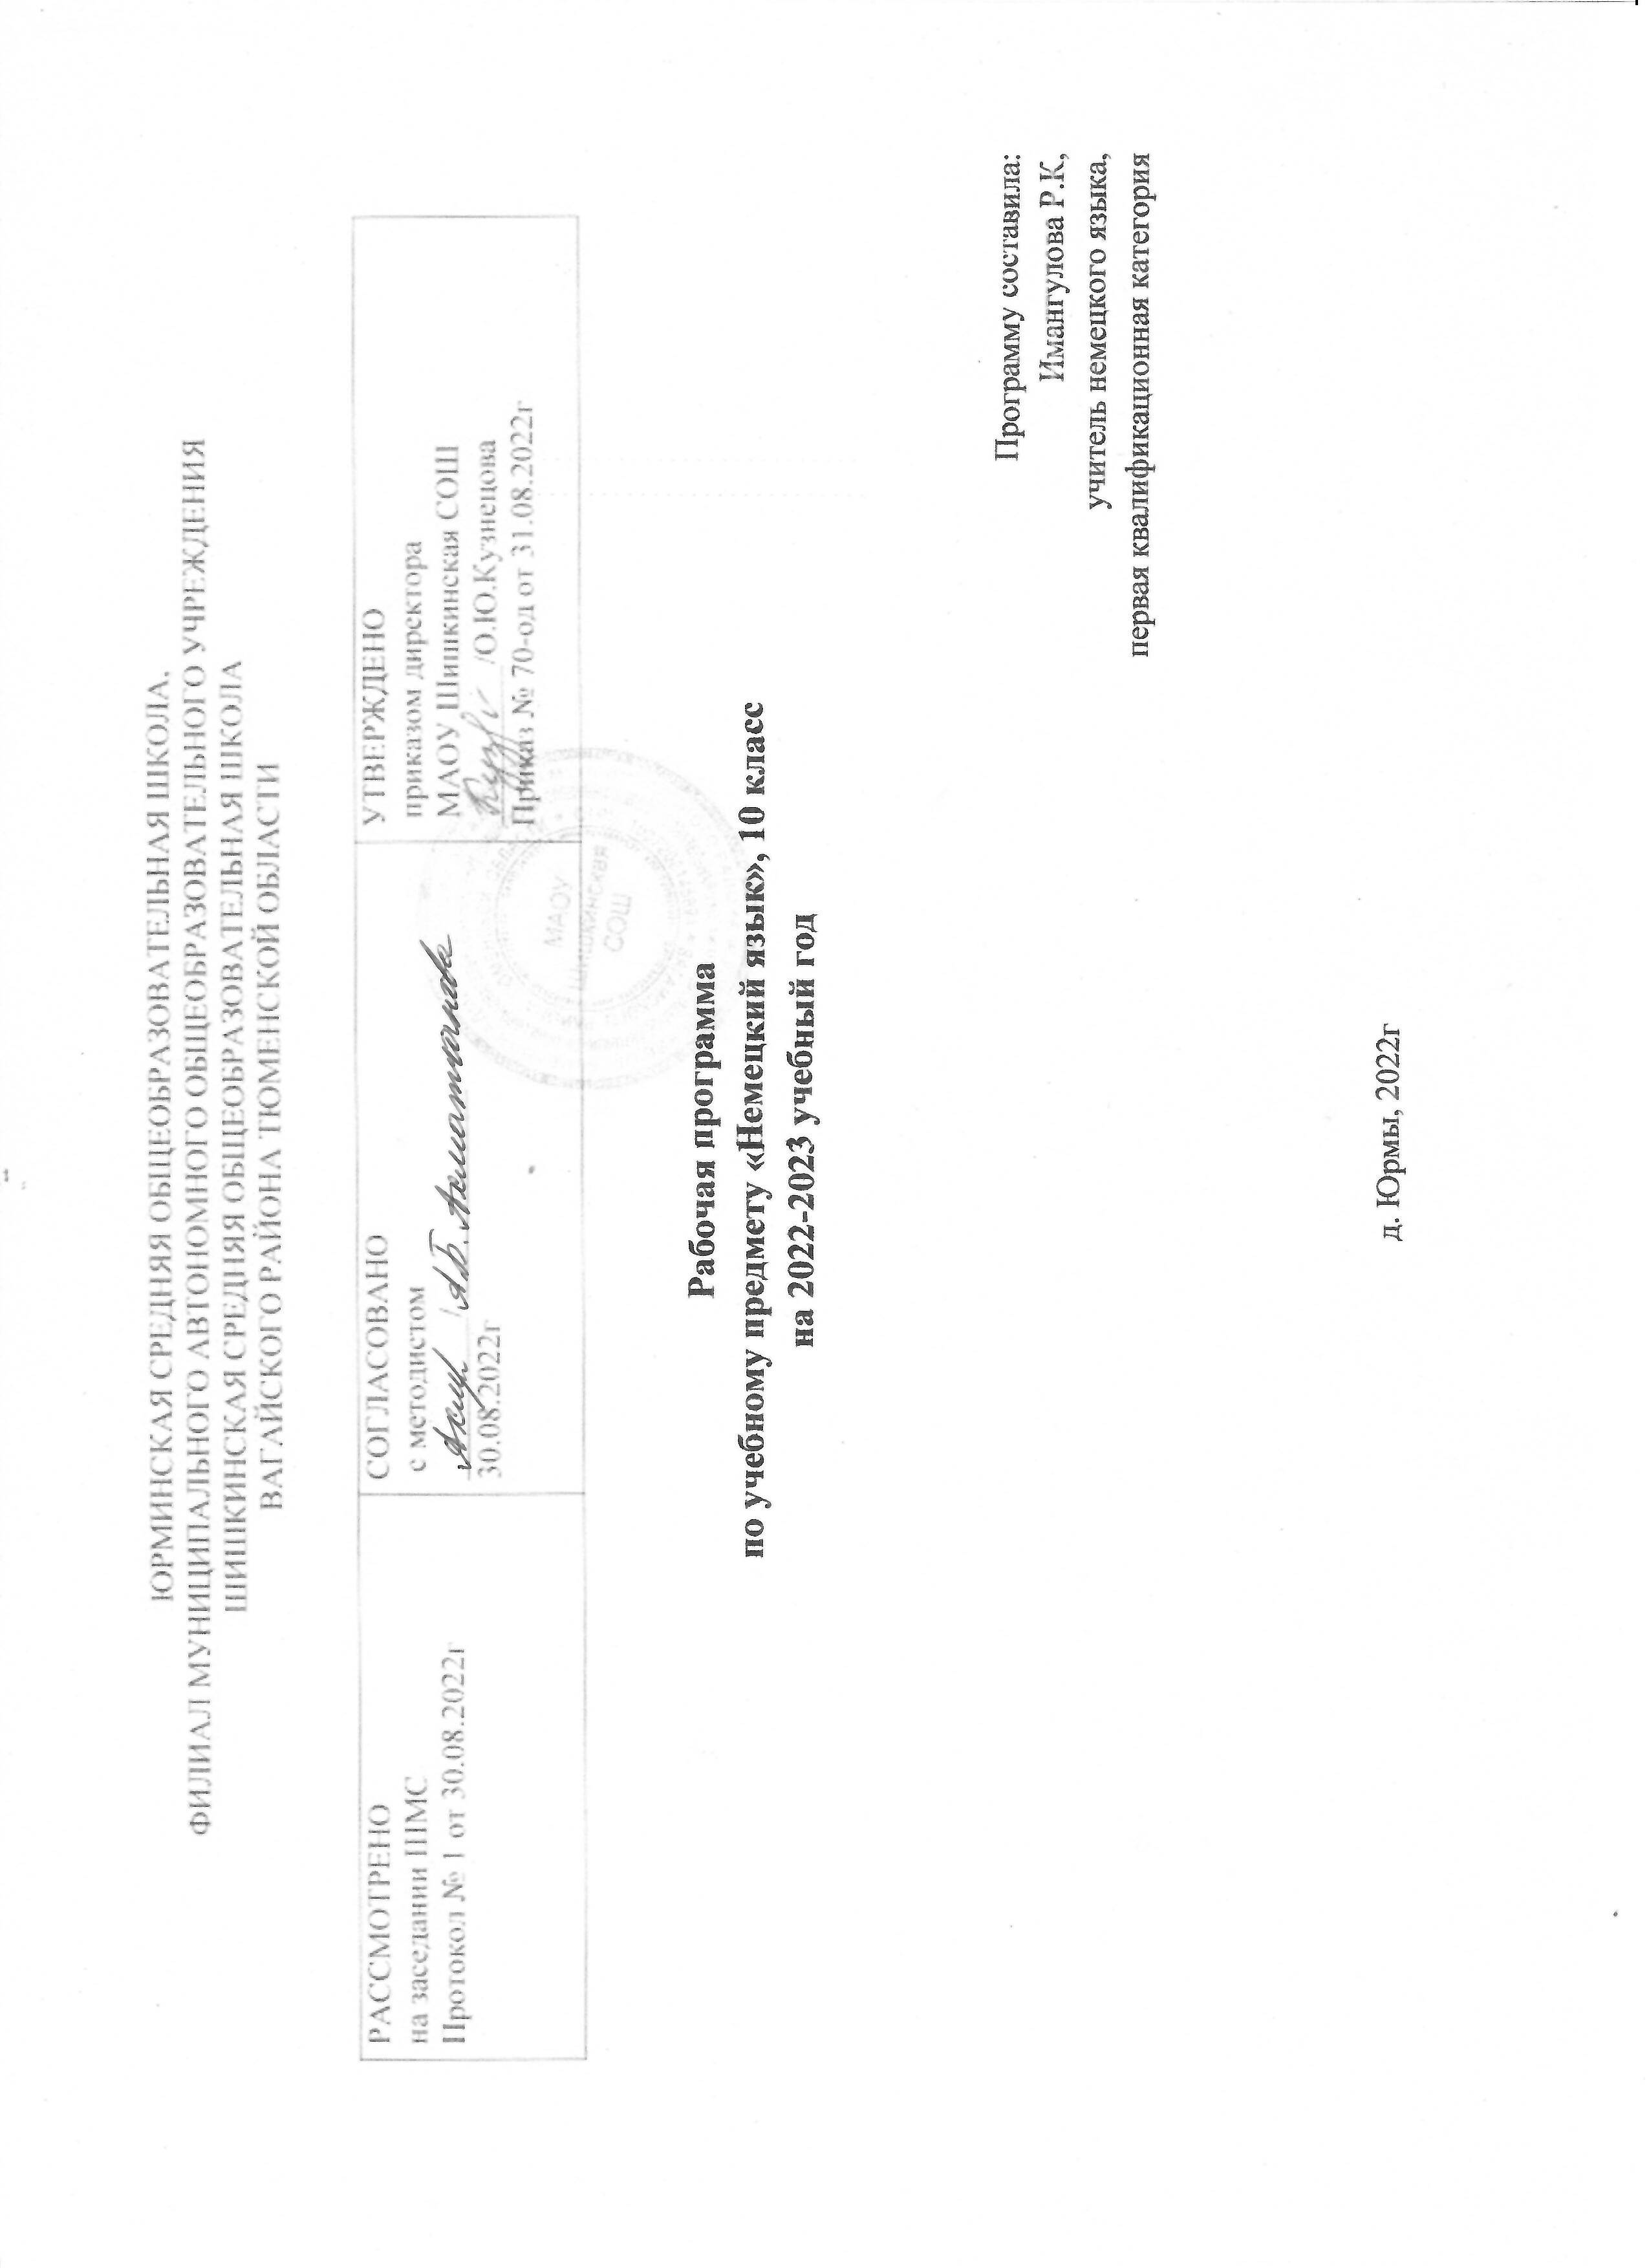 ЮРМИНСКАЯ СРЕДНЯЯ ОБЩЕОБРАЗОВАТЕЛЬНАЯ ШКОЛА,
ФИЛИАЛ МУНИЦИПАЛЬНОГО АВТОНОМНОГО ОБЩЕОБРАЗОВАТЕЛЬНОГО УЧРЕЖДЕНИЯ
ШИШКИНСКАЯ СРЕДНЯЯ ОБЩЕОБРАЗОВАТЕЛЬНАЯ ШКОЛА
ВАГАЙСКОГО РАЙОНА ТЮМЕНСКОЙ ОБЛАСТИ
РАССМОТРЕНО
на заседании ШМС
Протокол № 1 от 30.08.2022г
СОГЛАСОВАНО
с методистом
/А.Б.
30.08.2022г
УТВЕРЖДЕНО
приказом директора
МАОУ Шишкинская СОШ
/О.Ю.Кузнецова
Приказ № 70-од от 31.08.2022г
МАОУ
ШИШКИНСКАЯ
СОШ
Рабочая программа
по учебному предмету «Немецкий язык», 10 класс
на 2022-2023 учебный год
Программу составила:
Имангулова Р.К,
учитель немецкого языка,
первая квалификационная категория
д. Юрмы, 2022г